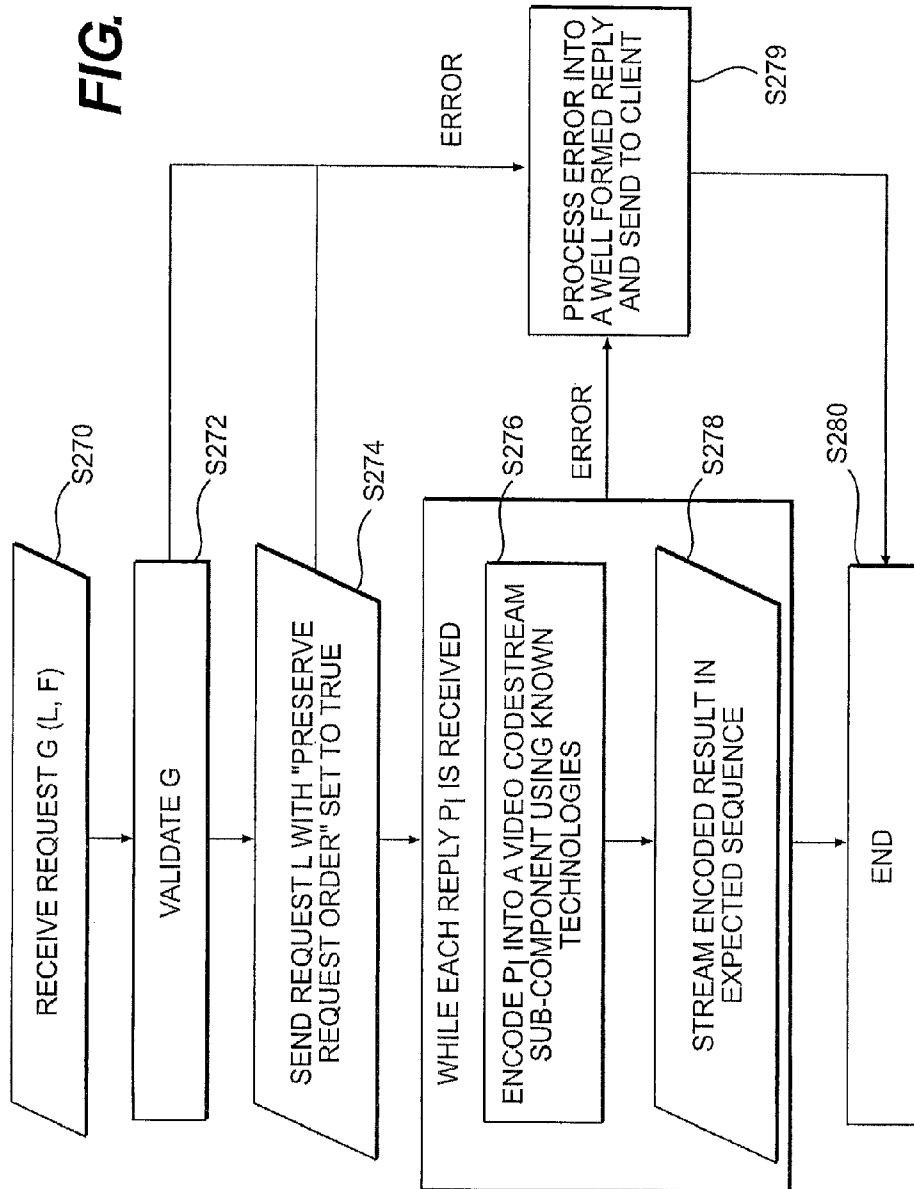 FIG.
RECEIVE REQUEST G (L, F)
S270
VALIDATE G
S272
SEND REQUEST L WITH "PRESERVE
REQUEST ORDER" SET TO TRUE
S274
WHILE EACH REPLY PI IS RECEIVED
ENCODE PI INTO A VIDEO CODESTREAM
SUB-COMPONENT USING KNOWN
TECHNOLOGIES
S276
STREAM ENCODED RESULT IN
EXPECTED SEQUENCE
S278
END
S280
ERROR
ERROR
PROCESS ERROR INTO
A WELL FORMED REPLY
AND SEND TO CLIENT
S279